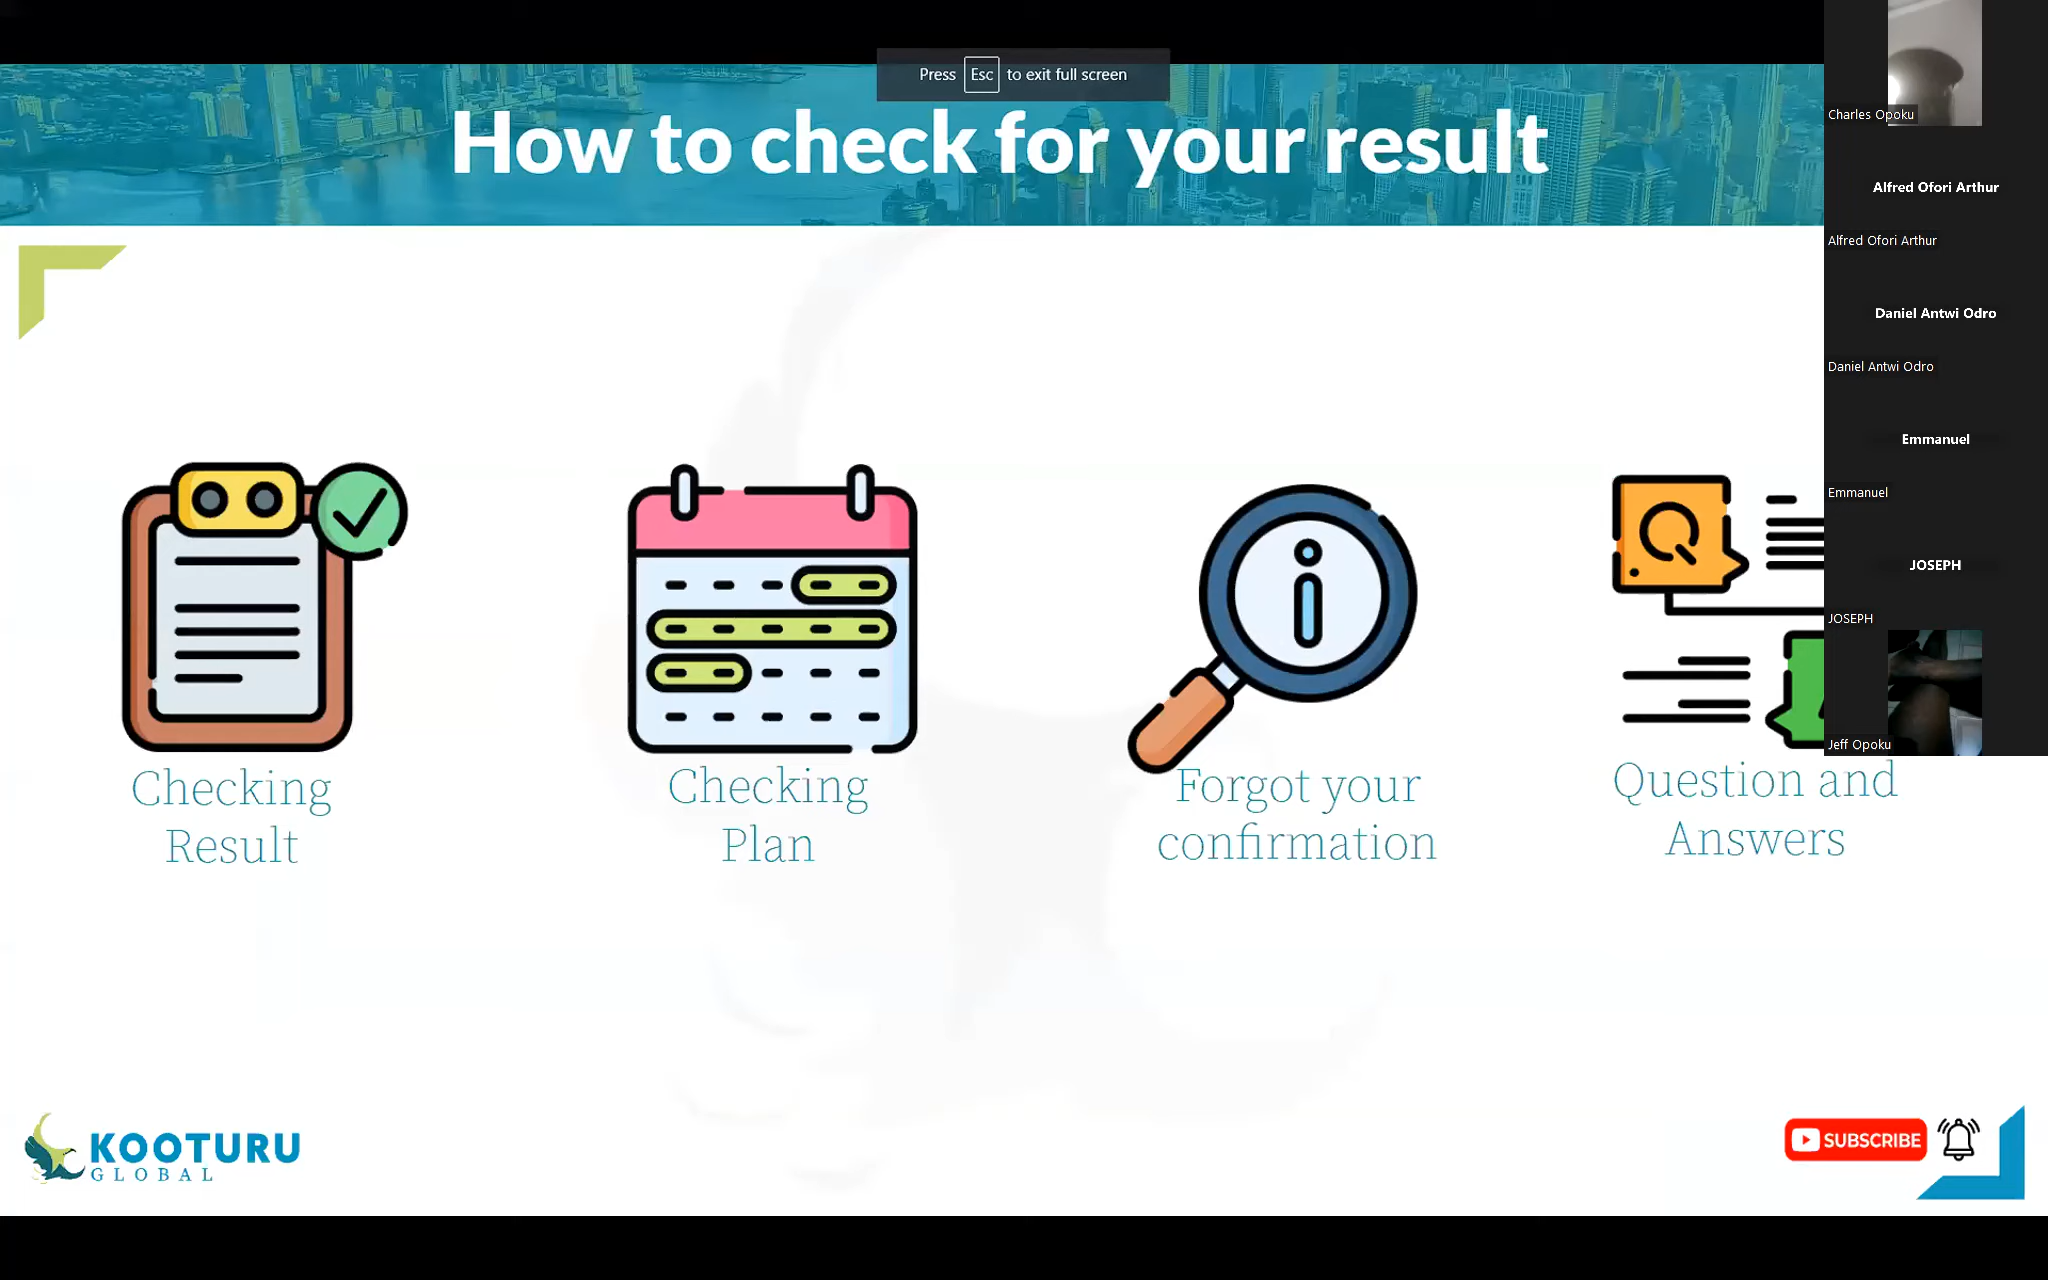 Press Esc to exit full screen
How to check for your result
Checking
Result
Checking
Plan
Forgot your
confirmation
Q
Question and
Answers
KOOTURU
GLOBAL
SUBSCRIBE
Charles Opoku
Alfred Ofori Arthur
Alfred Ofori Arthur
Daniel Antwi Odro
Daniel Antwi Odro
Emmanuel
Emmanuel
JOSEPH
JOSEPH
Jeff Opoku